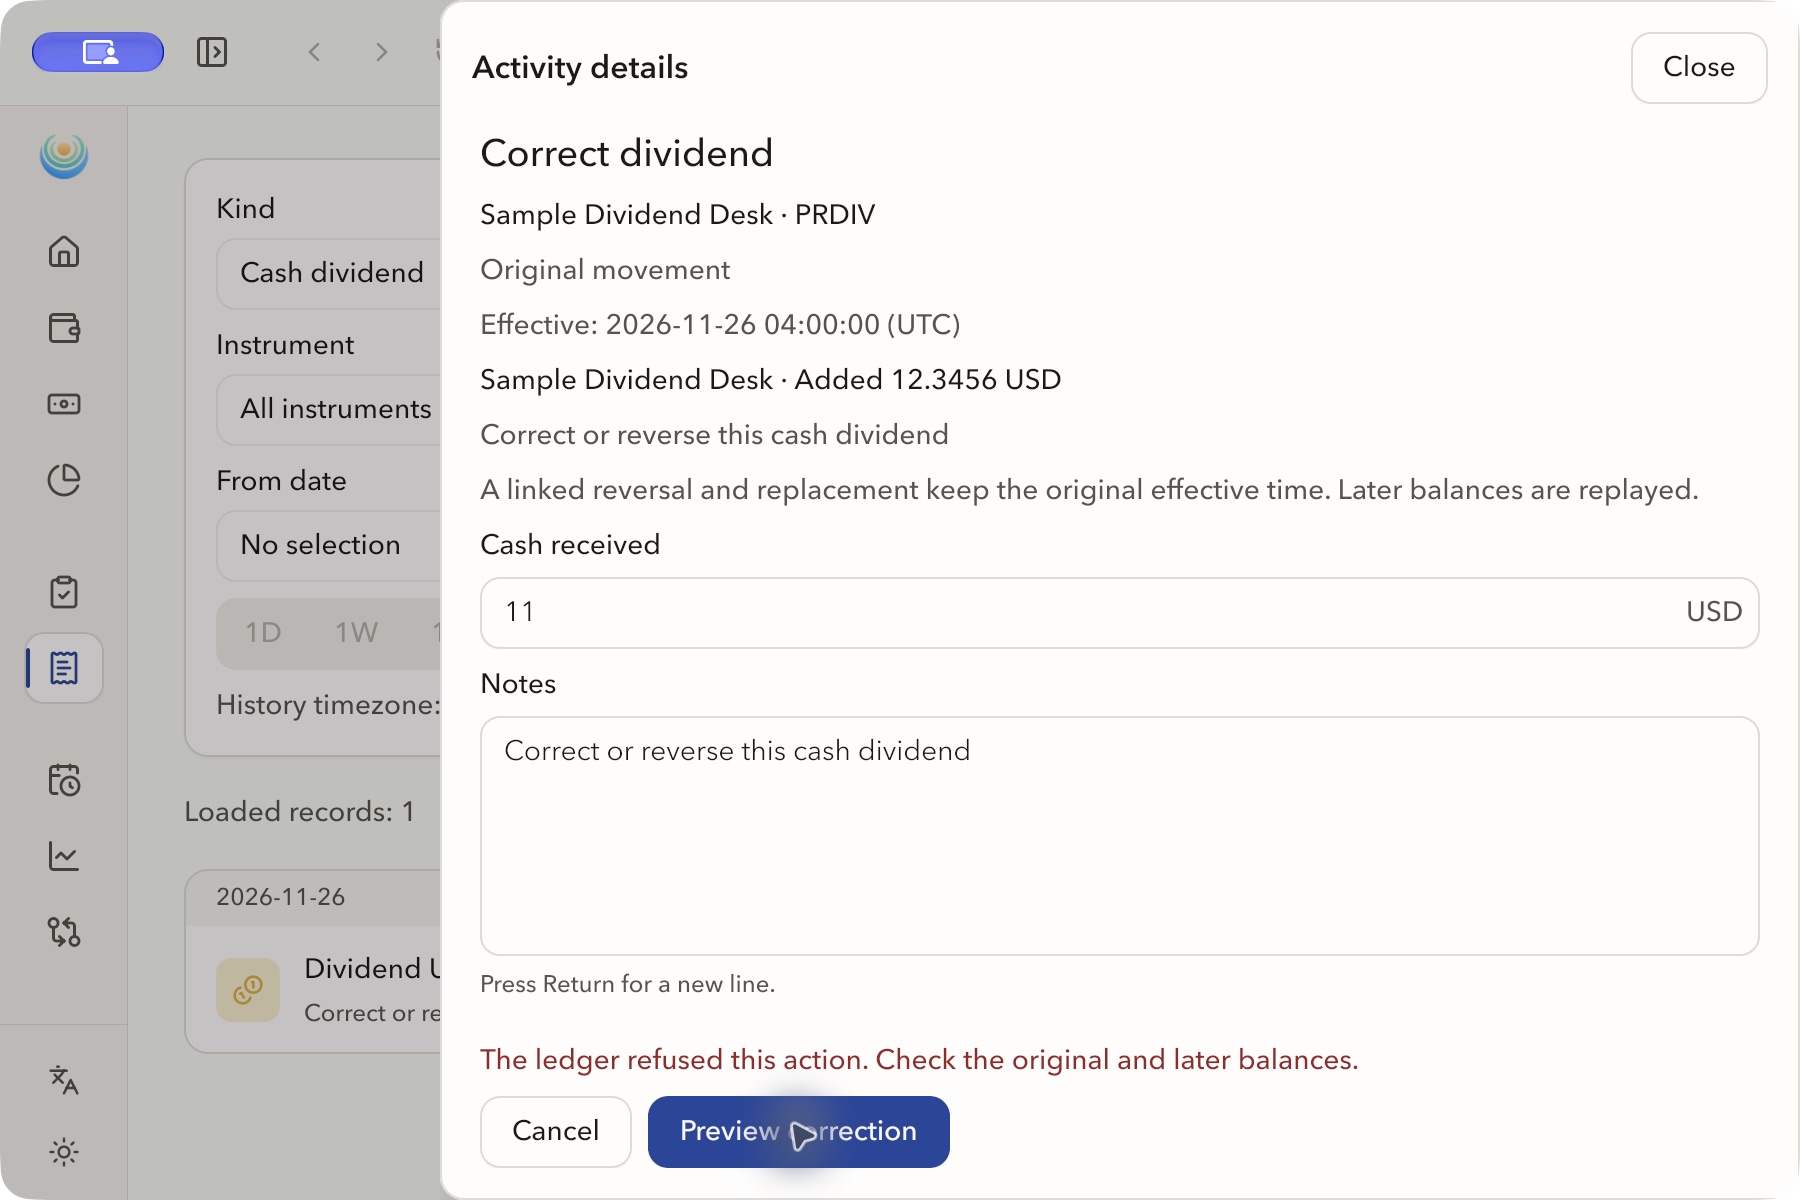 Activity details
Close
Correct dividend
Sample Dividend Desk · PRDIV
Original movement
Effective: 2026-11-26 04:00:00 (UTC)
Sample Dividend Desk · Added 12.3456 USD
Correct or reverse this cash dividend
A linked reversal and replacement keep the original effective time. Later balances are replayed.
Cash received
11 USD
Notes
Correct or reverse this cash dividend
Press Return for a new line.
The ledger refused this action. Check the original and later balances.
Cancel
Preview correction
Kind
Cash dividend
Instrument
All instruments
From date
No selection
1D 1W
History timezone:
Loaded records: 1
2026-11-26
Dividend
Correct or